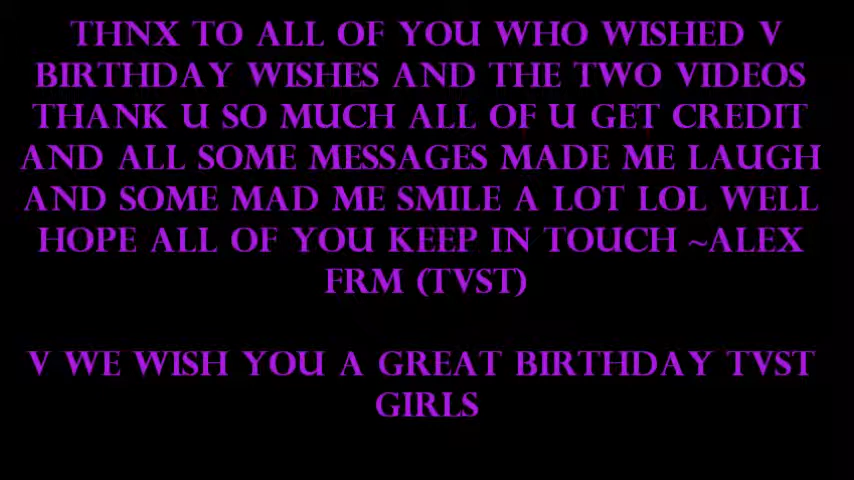 THNX TO ALL OF YOU WHO WISHED V
BIRTHDAY WISHES AND THE TWO VIDEOS
THANK U SO MUCH ALL OF U GET CREDIT
AND ALL SOME MESSAGES MADE ME LAUGH
AND SOME MAD ME SMILE A LOT LOL WELL
HOPE ALL OF YOU KEEP IN TOUCH ~ALEX
FRM (TVST)
V WE WISH YOU A GREAT BIRTHDAY TVST
GIRLS